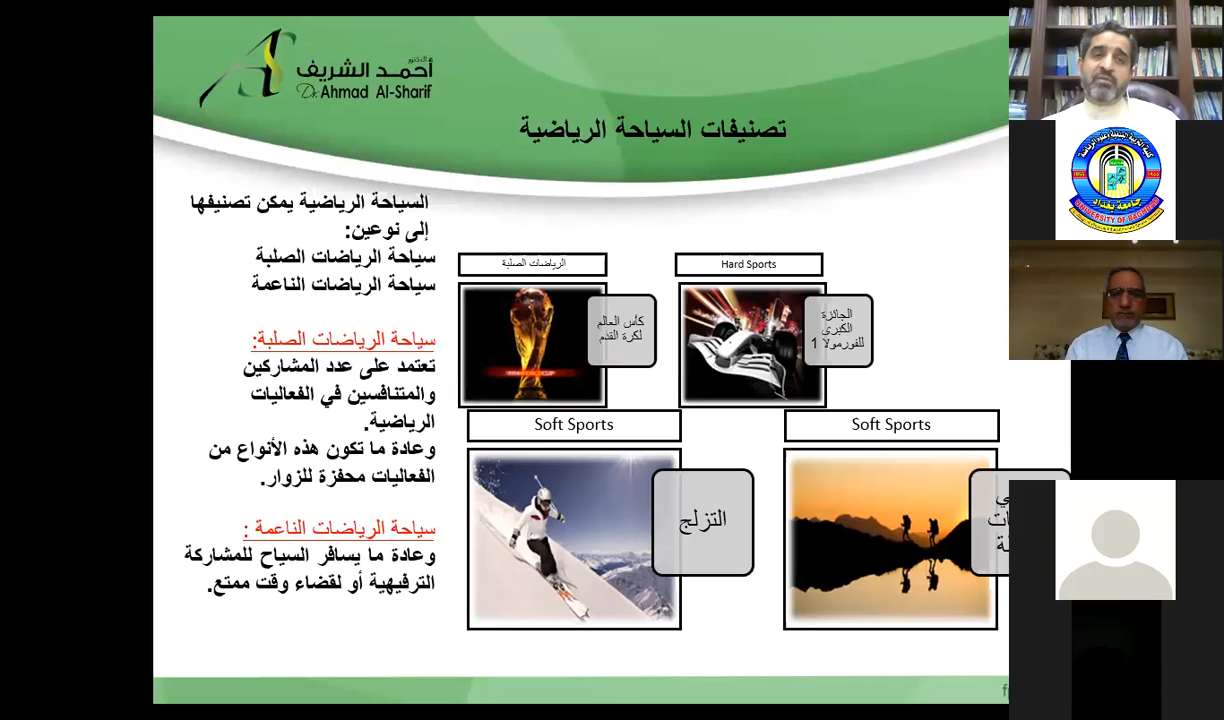 الدكتور
أحمد الشريف
Dr. Ahmad Al-Sharif
تصنيفات السياحة الرياضية
السياحة الرياضية يمكن تصنيفها
إلى نوعين:
سياحة الرياضات الصلبة
سياحة الرياضات الناعمة
سياحة الرياضات الصلبة:
تعتمد على عدد المشاركين
والمتنافسين في الفعاليات
الرياضية.
وعادة ما تكون هذه الأنواع من
الفعاليات محفزة للزوار.
سياحة الرياضات الناعمة :
وعادة ما يسافر السياح للمشاركة
الترفيهية أو لقضاء وقت ممتع.
الرياضات الصلبة
كأس العالم
لكرة القدم
Hard Sports
الجائزة
الكبري
للفورمولا 1
Soft Sports
التزلج
Soft Sports
جامعة بغداد
UNIVERSITY OF BAGHDAD